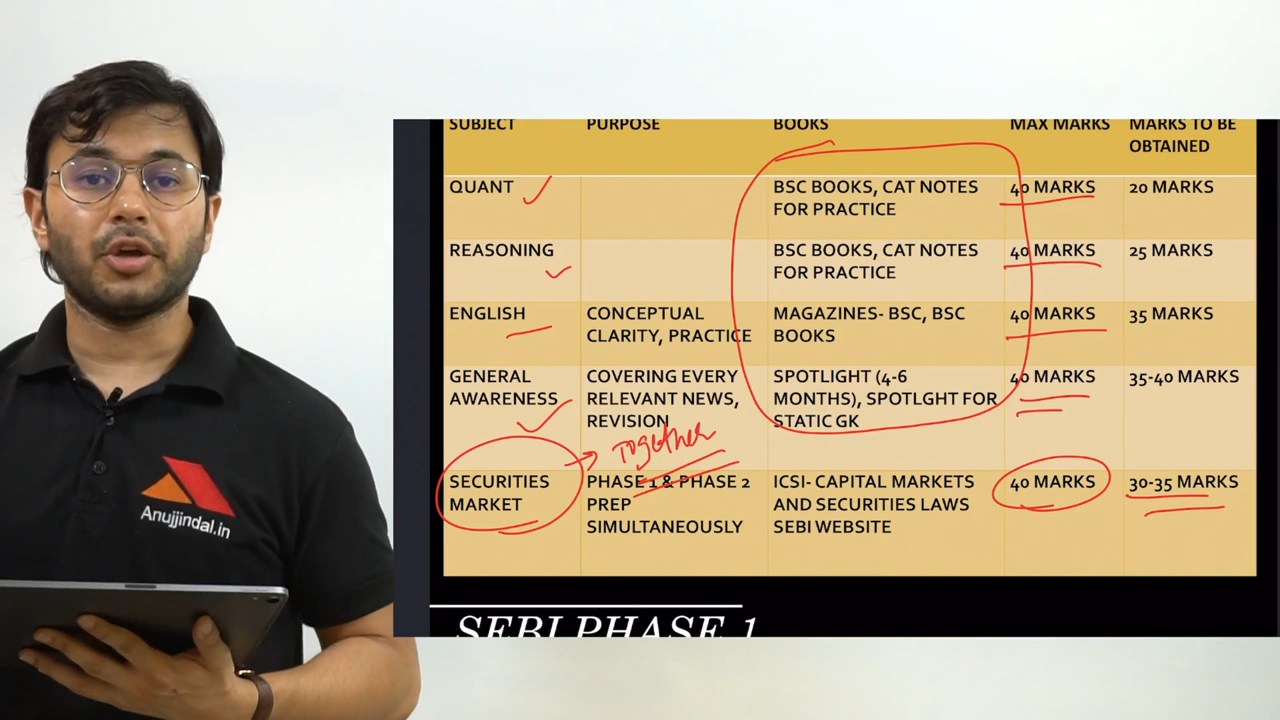 SUBJECT PURPOSE BOOKS MAX MARKS MARKS TO BE
OBTAINED
QUANT BSC BOOKS, CAT NOTES 40 MARKS 20 MARKS
FOR PRACTICE
REASONING BSC BOOKS, CAT NOTES 40 MARKS 25 MARKS
FOR PRACTICE
ENGLISH CONCEPTUAL MAGAZINES- BSC, BSC 40 MARKS 35 MARKS
CLARITY, PRACTICE BOOKS
GENERAL COVERING EVERY SPOTLIGHT (4-6 40 MARKS 35-40 MARKS
AWARENESS RELEVANT NEWS, MONTHS), SPOTLGHT FOR
REVISION STATIC GK
Together
SECURITIES PHASE 1 & PHASE 2 ICSI- CAPITAL MARKETS 40 MARKS 30-35 MARKS
MARKET PREP AND SECURITIES LAWS
SIMULTANEOUSLY SEBI WEBSITE
SEBI PHASE 1
Anujjindal.in